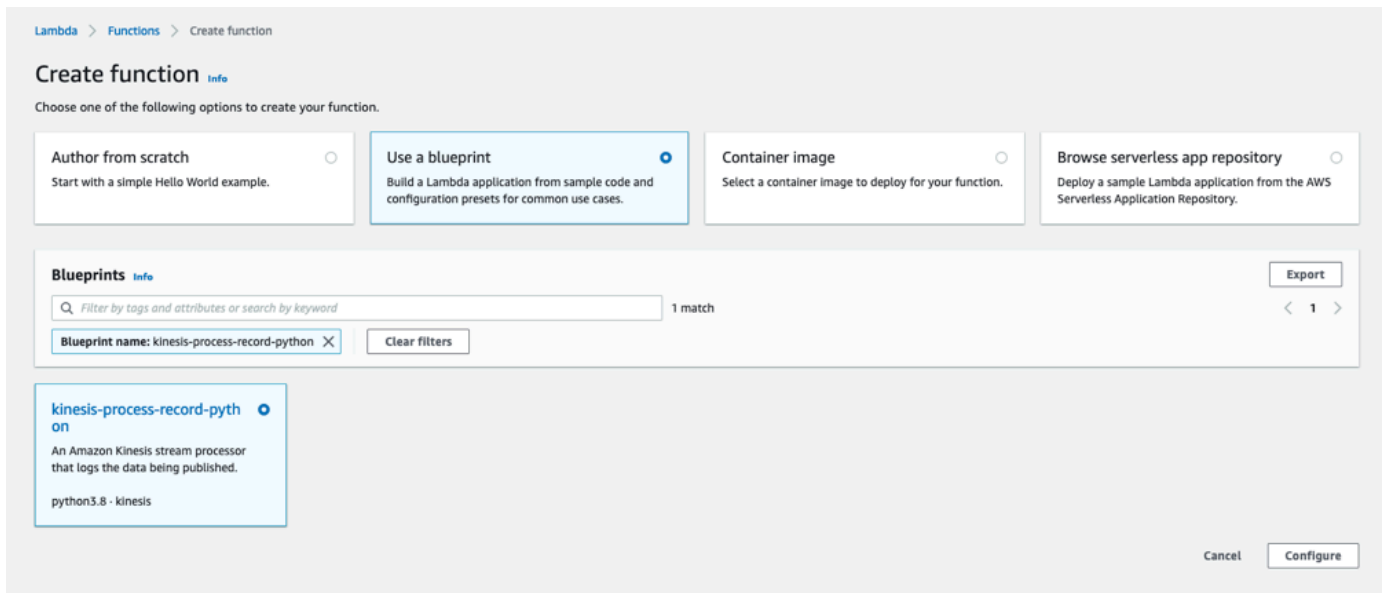 Lambda > Functions > Create function
Create function Info
Choose one of the following options to create your function.
Author from scratch
Start with a simple Hello World example.
Use a blueprint
Build a Lambda application from sample code and
configuration presets for common use cases.
Container image
Select a container image to deploy for your function.
Browse serverless app repository
Deploy a sample Lambda application from the AWS
Serverless Application Repository.
Blueprints Info
Export
Filter by tags and attributes or search by keyword
1 match
< 1 >
Blueprint name: kinesis-process-record-python X
Clear filters
kinesis-process-record-pyth
on
An Amazon Kinesis stream processor
that logs the data being published.
python3.8 · kinesis
Cancel
Configure